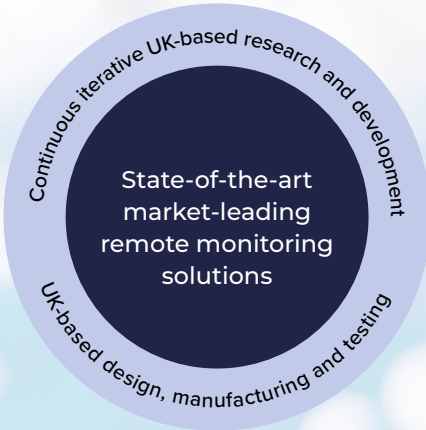 Continuous iterative UK-based research and development
State-of-the-art
market-leading
remote monitoring
solutions
UK-based design, manufacturing and testing